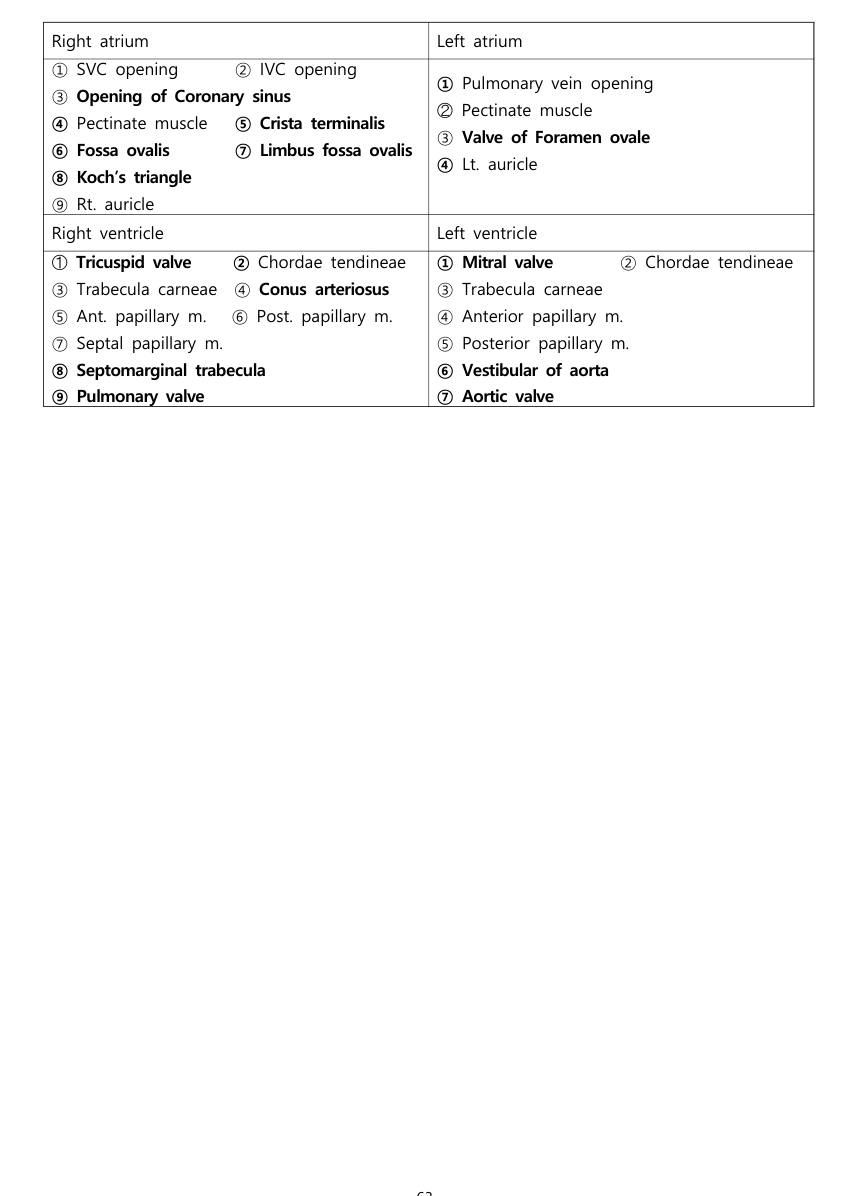 Right atrium
① SVC opening ② IVC opening
③ Opening of Coronary sinus
④ Pectinate muscle ⑤ Crista terminalis
⑥ Fossa ovalis ⑦ Limbus fossa ovalis
⑧ Koch's triangle
⑨ Rt. auricle
Left atrium
① Pulmonary vein opening
② Pectinate muscle
③ Valve of Foramen ovale
④ Lt. auricle
Right ventricle
① Tricuspid valve ② Chordae tendineae
③ Trabecula carneae ④ Conus arteriosus
⑤ Ant. papillary m. ⑥ Post. papillary m.
⑦ Septal papillary m.
⑧ Septomarginal trabecula
⑨ Pulmonary valve
Left ventricle
① Mitral valve ② Chordae tendineae
③ Trabecula carneae
④ Anterior papillary m.
⑤ Posterior papillary m.
⑥ Vestibular of aorta
⑦ Aortic valve